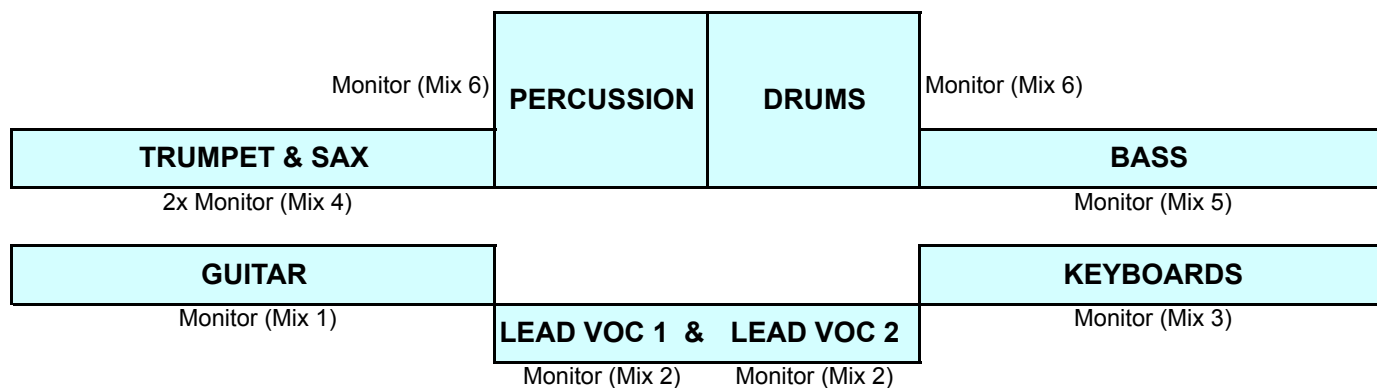 Monitor (Mix 6) PERCUSSION DRUMS Monitor (Mix 6)
TRUMPET & SAX BASS
2x Monitor (Mix 4) Monitor (Mix 5)
GUITAR KEYBOARDS
Monitor (Mix 1) Monitor (Mix 3)
LEAD VOC 1 & LEAD VOC 2
Monitor (Mix 2) Monitor (Mix 2)